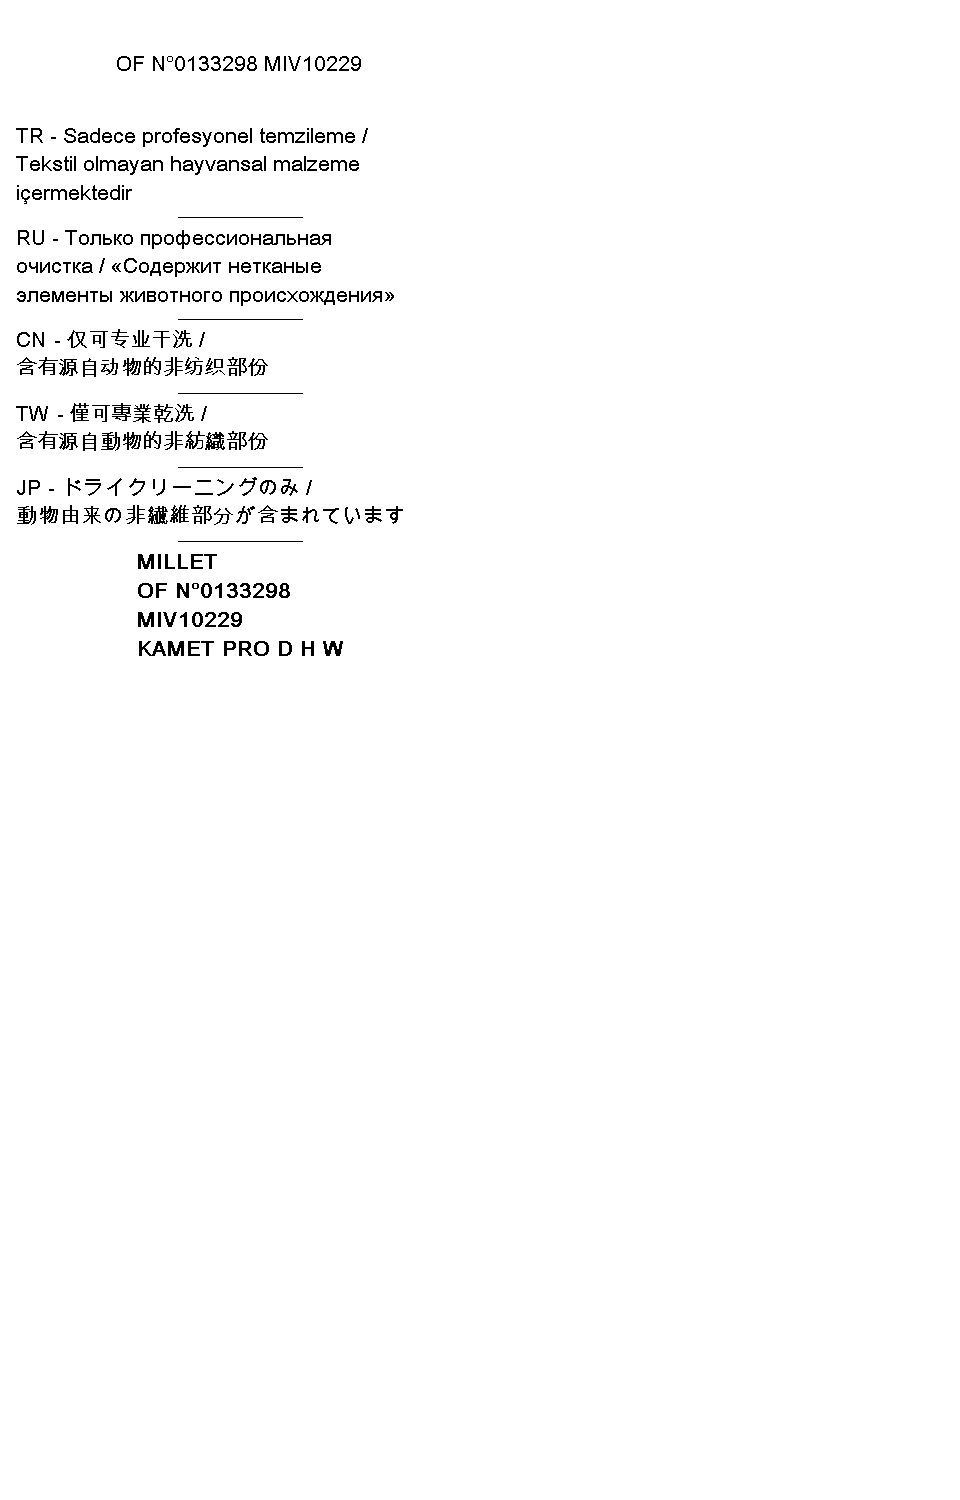 OF N°0133298 MIV10229
TR - Sadece profesyonel temzileme /
Tekstil olmayan hayvansal malzeme
içermektedir
RU - Только профессиональная
очистка / «Содержит нетканые
элементы животного происхождения»
CN - 仅可专业干洗 /
含有源自动物的非纺织部份
TW - 僅可專業乾洗 /
含有源自動物的非紡織部份
JP - ドライクリーニングのみ /
動物由来の非繊維部分が含まれています
MILLET
OF N°0133298
MIV10229
KAMET PRO D H W